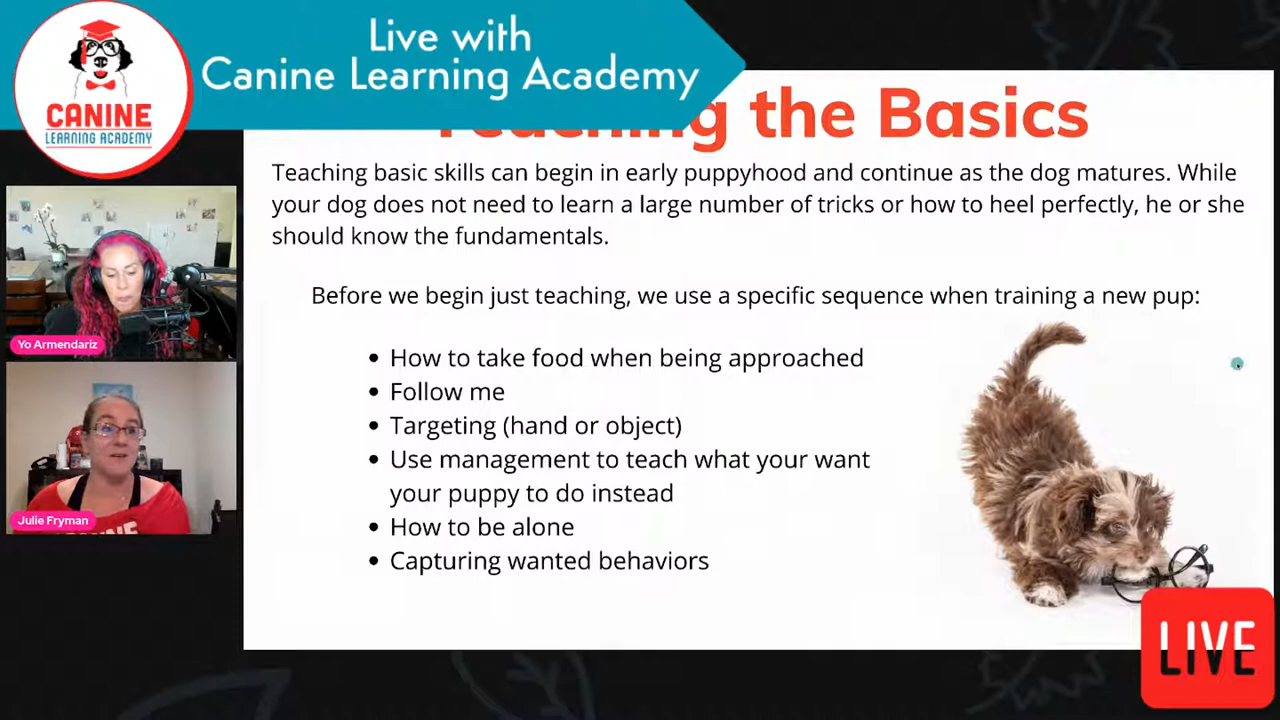 Live with
Canine Learning Academy
CANINE
LEARNING ACADEMY
Teaching the Basics
Teaching basic skills can begin in early puppyhood and continue as the dog matures. While
your dog does not need to learn a large number of tricks or how to heel perfectly, he or she
should know the fundamentals.
Before we begin just teaching, we use a specific sequence when training a new pup:
• How to take food when being approached
• Follow me
• Targeting (hand or object)
• Use management to teach what your want
your puppy to do instead
• How to be alone
• Capturing wanted behaviors
Yo Armendariz
Julie Fryman
LIVE